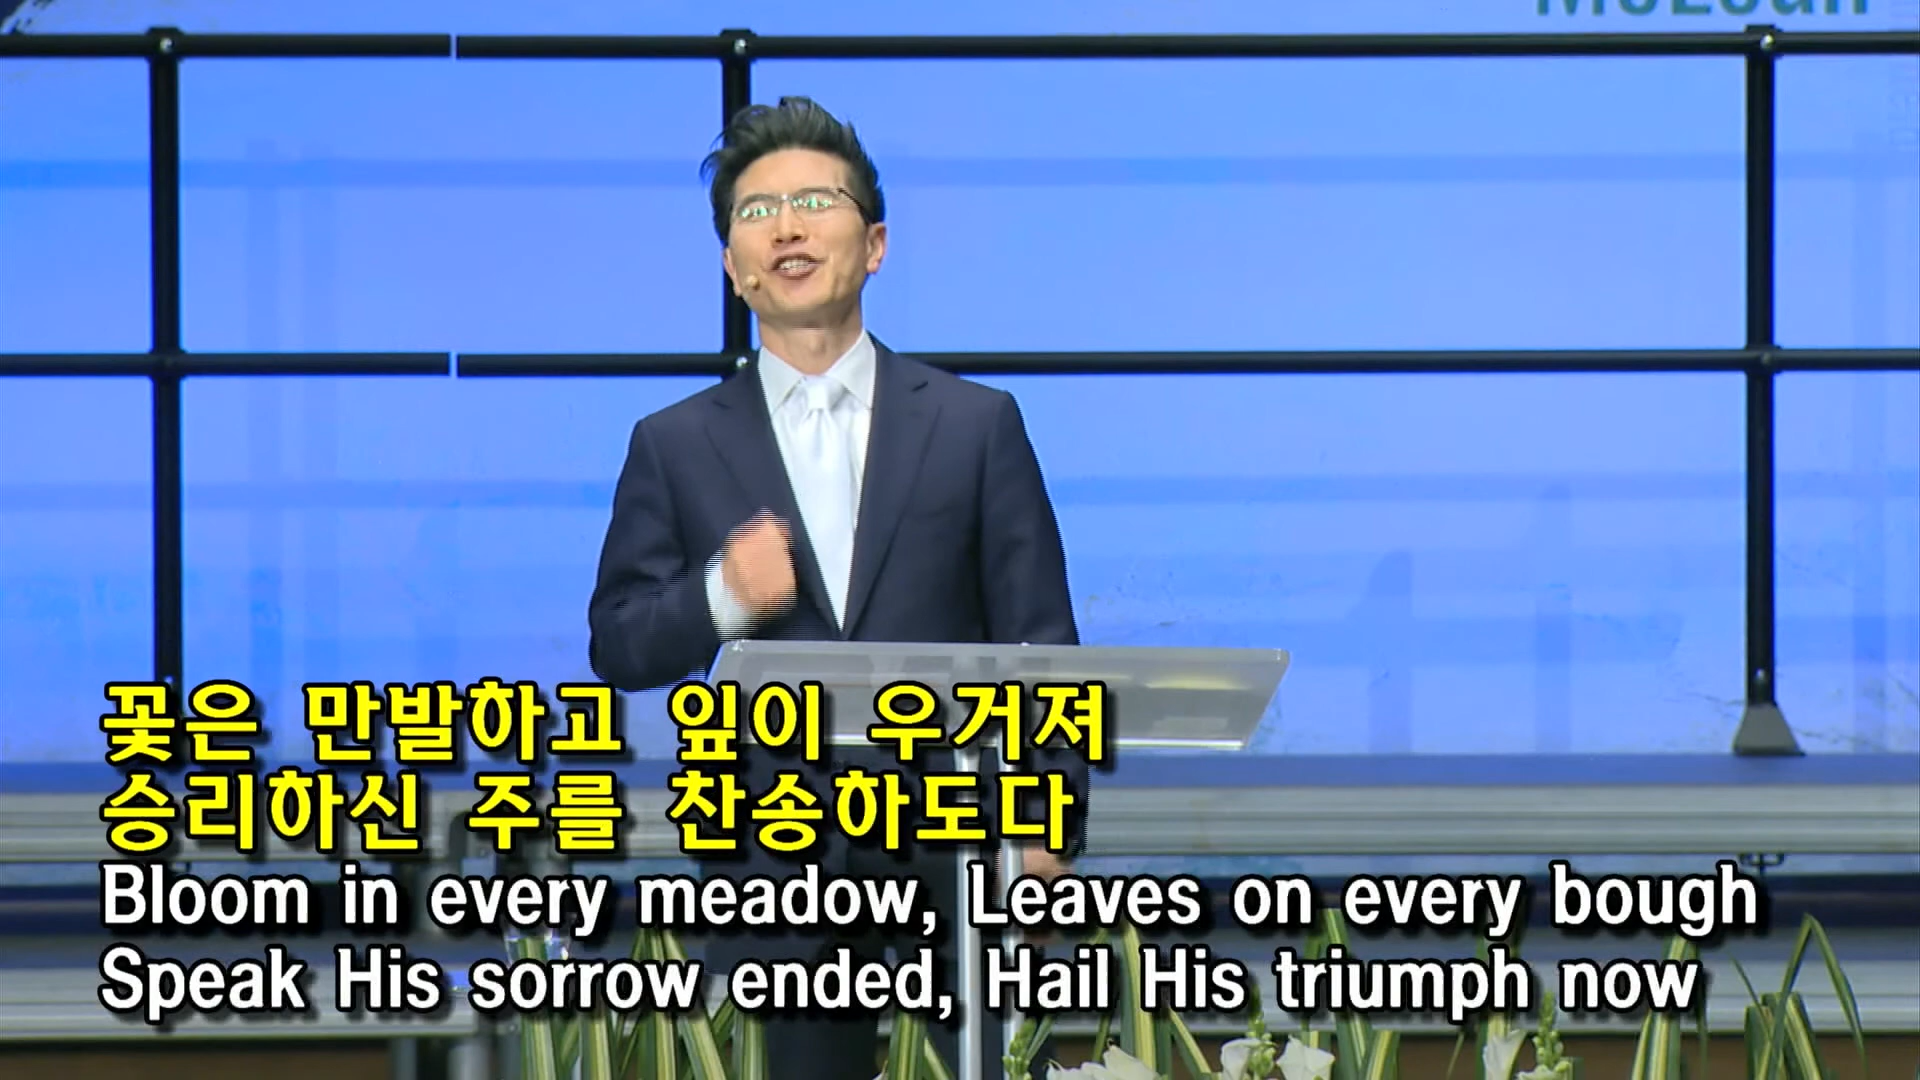 꽃은 만발하고 잎이 우거져
승리하신 주를 찬송하도다
Bloom in every meadow, Leaves on every bough
Speak His sorrow ended, Hail His triumph now